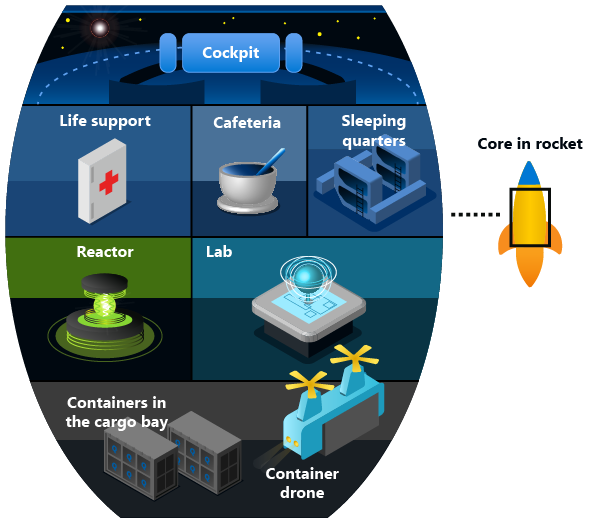 Cockpit
Life support
Cafeteria
Sleeping
quarters
Core in rocket
Reactor
Lab
Containers in
the cargo bay
Container
drone